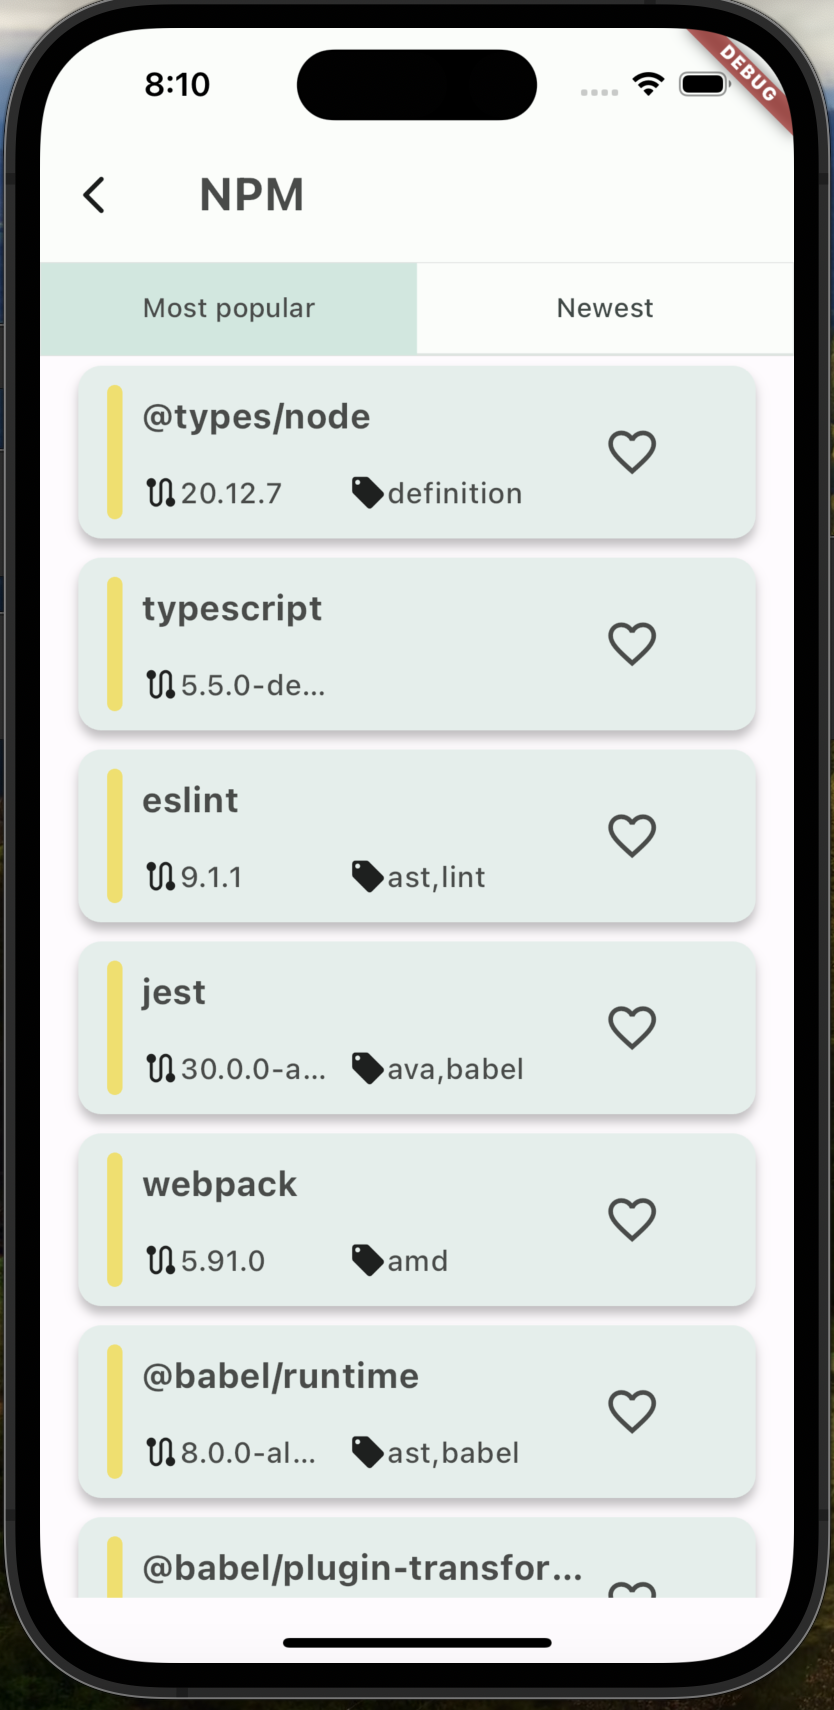 8:10
DEBUG
NPM
Most popular
Newest
@types/node
20.12.7
definition
typescript
5.5.0-de...
eslint
9.1.1
ast,lint
jest
30.0.0-a...
ava,babel
webpack
5.91.0
amd
@babel/runtime
8.0.0-al...
ast,babel
@babel/plugin-transfor...